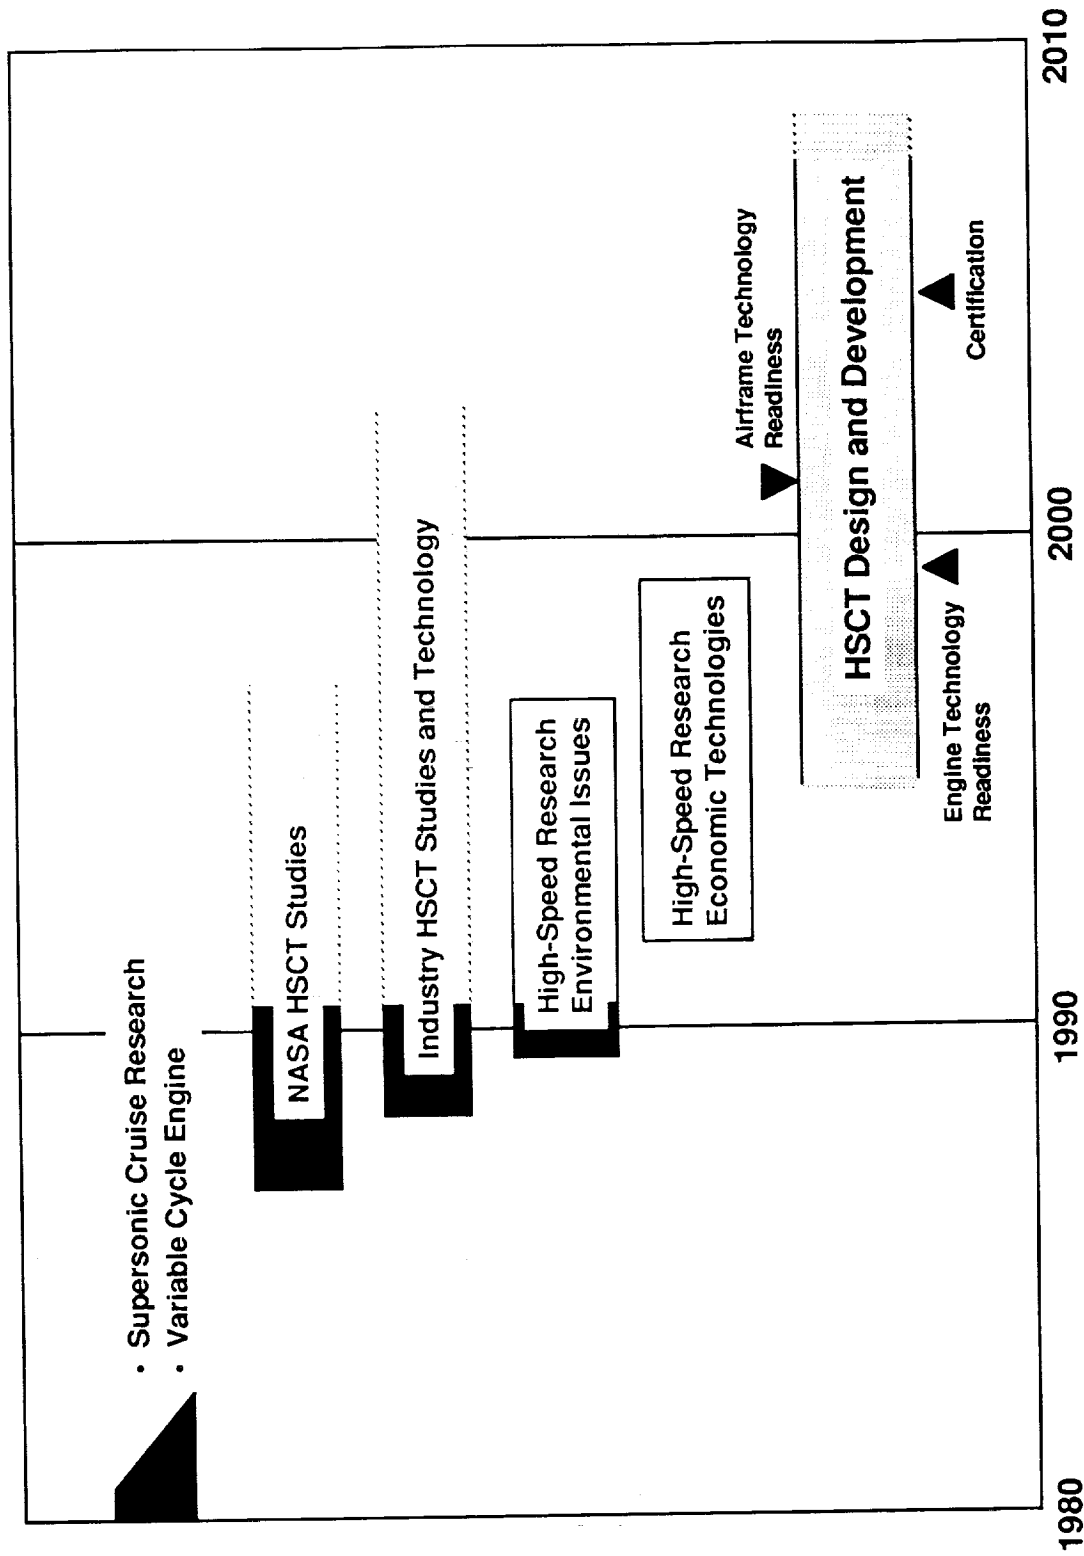 • Supersonic Cruise Research
• Variable Cycle Engine
NASA HSCT Studies
Industry HSCT Studies and Technology
High-Speed Research
Environmental Issues
High-Speed Research
Economic Technologies
Airframe Technology
Readiness
HSCT Design and Development
Engine Technology
Readiness
Certification
1980
1990
2000
2010